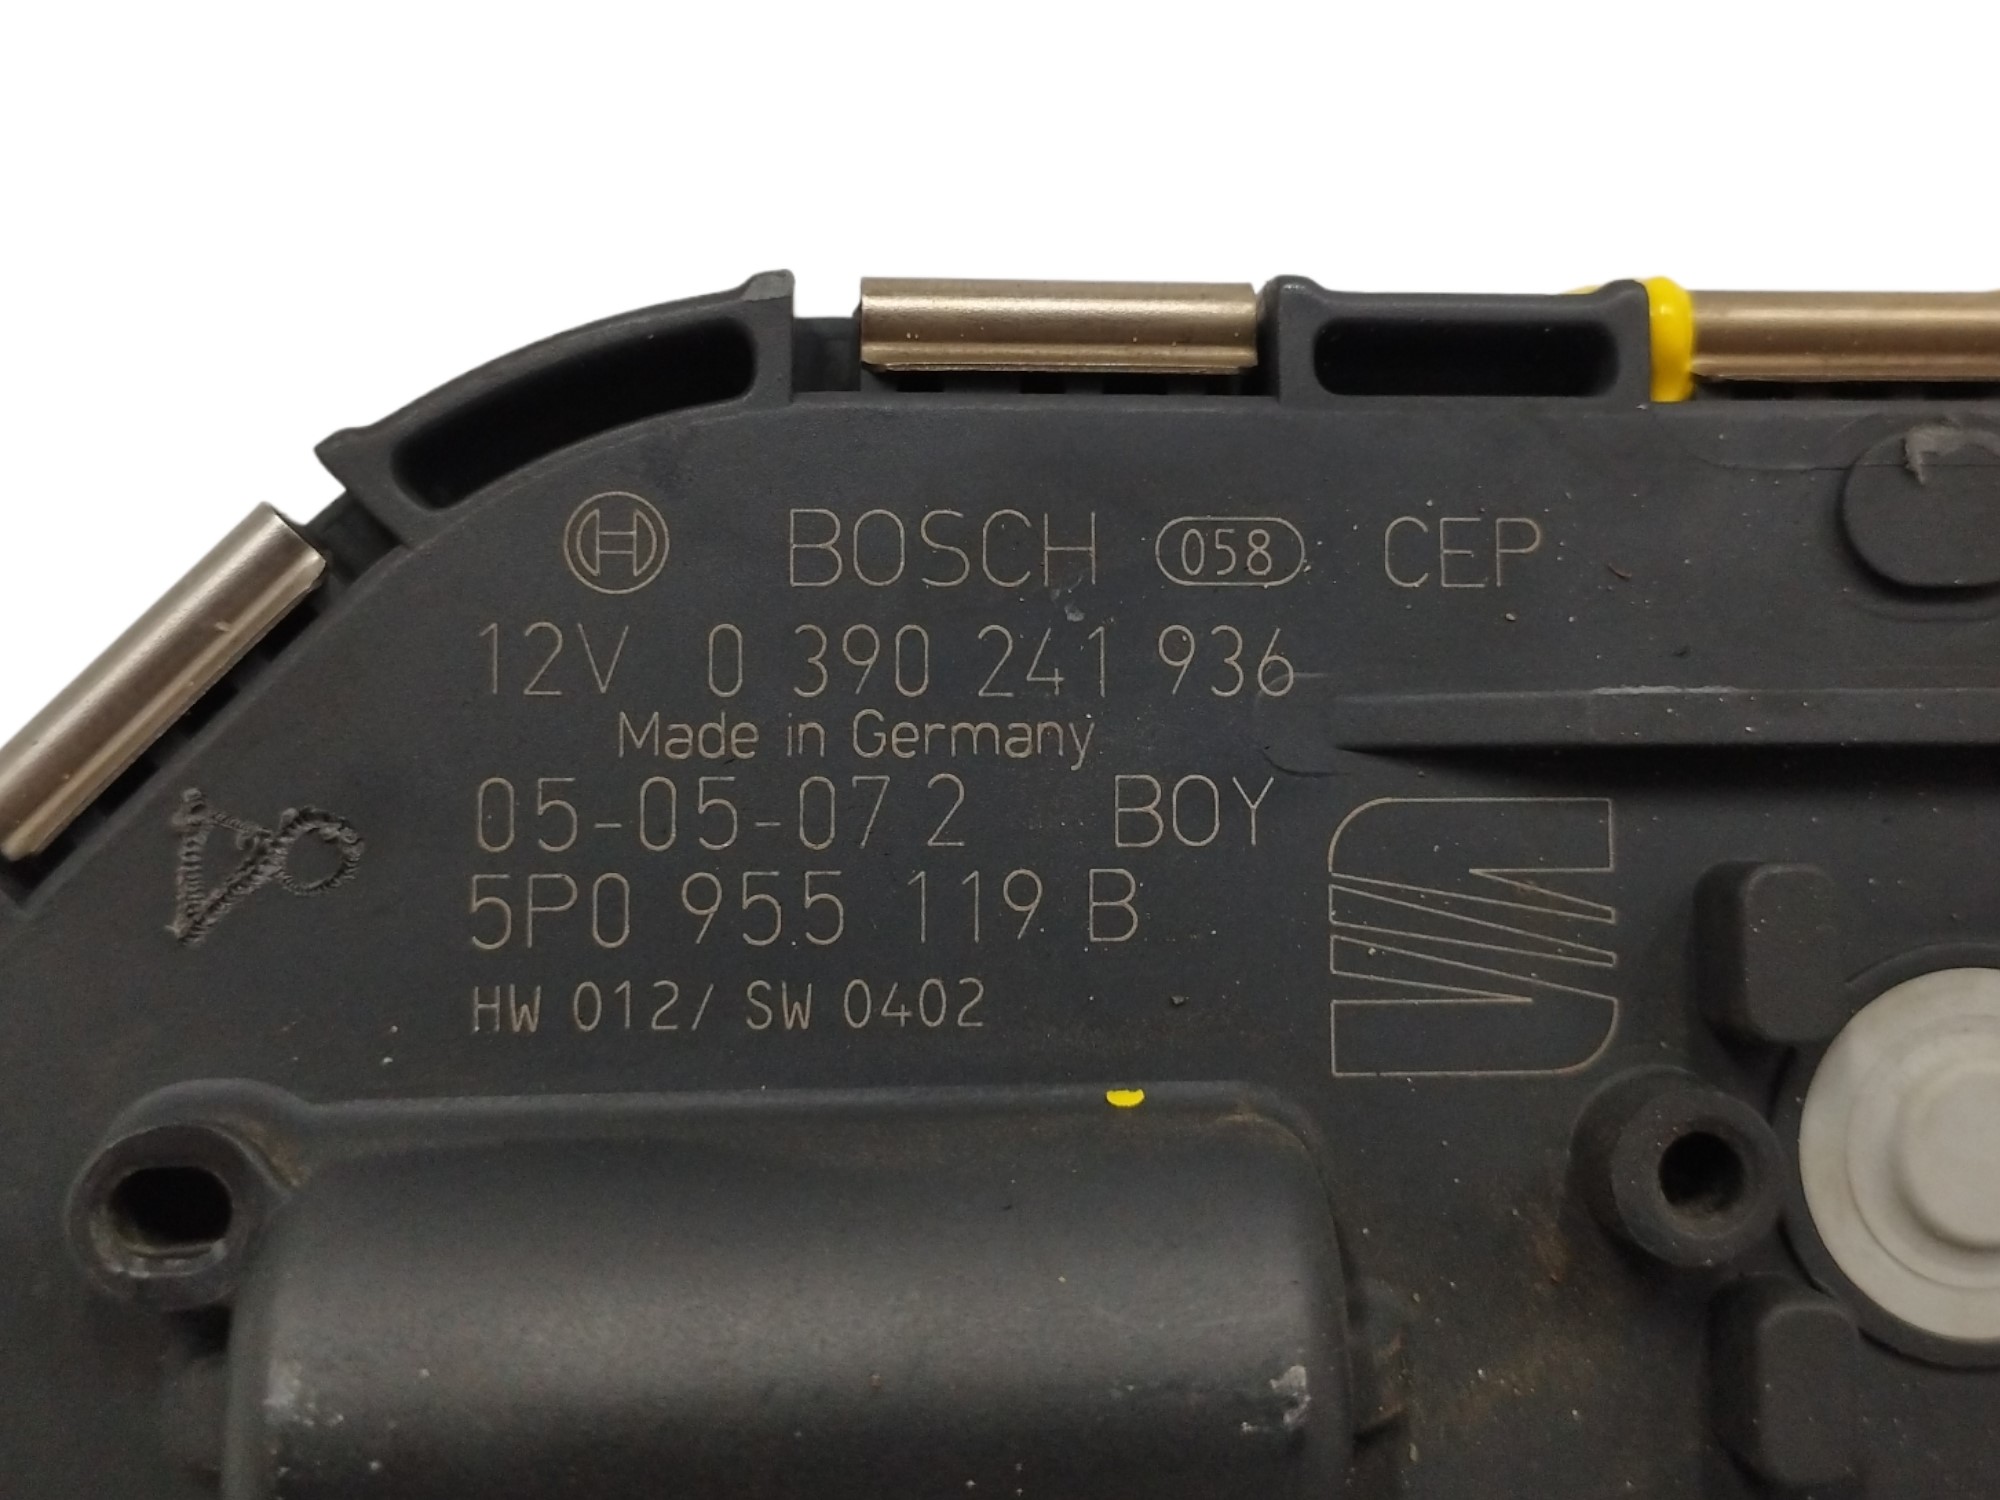 BOSCH 058 CEP
12V 0 390 241 936
Made in Germany
05-05-07 2 BOY
5P0 955 119 B
HW 012/ SW 0402